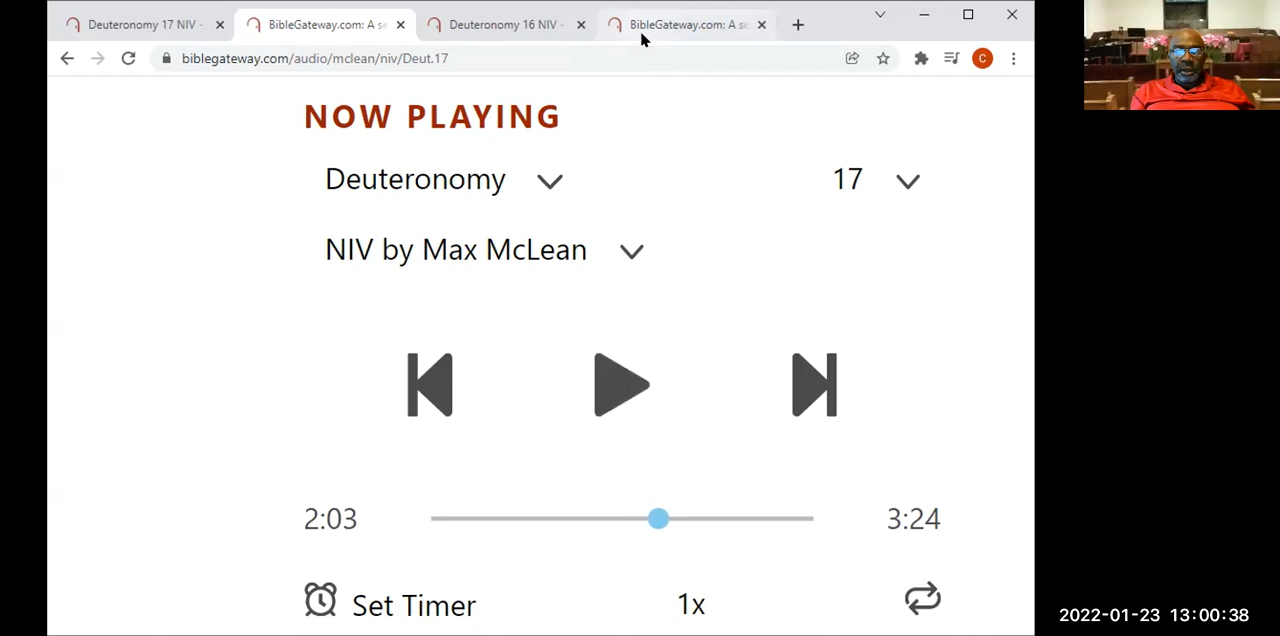 Deuteronomy 17 NIV -
BibleGateway.com: A se
Deuteronomy 16 NIV -
BibleGateway.com: A se
biblegateway.com/audio/mclean/niv/Deut.17
C
NOW PLAYING
Deuteronomy 17
NIV by Max McLean
2:03 3:24
Set Timer 1x
2022-01-23 13:00:38